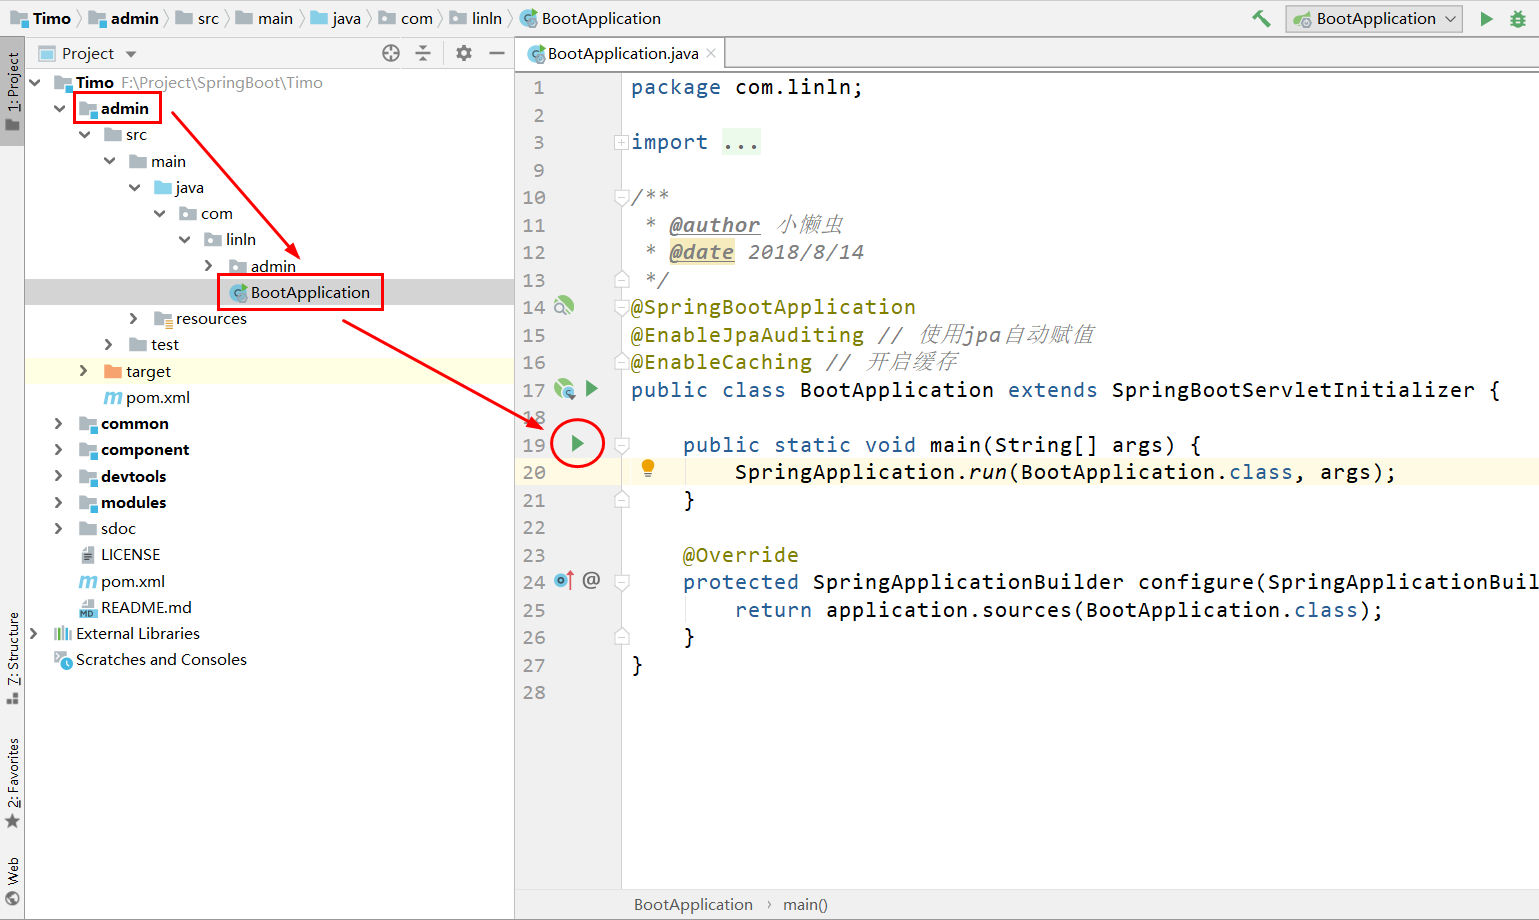 Timo admin src main java com linln BootApplication
BootApplication
1: Project
Project
BootApplication.java
Timo F:\Project\SpringBoot\Timo
admin
src
main
java
com
linln
admin
BootApplication
resources
test
target
pom.xml
common
component
devtools
modules
sdoc
LICENSE
pom.xml
README.md
External Libraries
Scratches and Consoles
7: Structure
2: Favorites
Web
1 package com.linln;
2
3 import ...
9
10 /**
11 * @author 小懒虫
12 * @date 2018/8/14
13 */
14 @SpringBootApplication
15 @EnableJpaAuditing // 使用jpa自动赋值
16 @EnableCaching // 开启缓存
17 public class BootApplication extends SpringBootServletInitializer {
18
19 public static void main(String[] args) {
20 SpringApplication.run(BootApplication.class, args);
21 }
22
23 @Override
24 protected SpringApplicationBuilder configure(SpringApplicationBuil
25 return application.sources(BootApplication.class);
26 }
27 }
28
BootApplication › main()